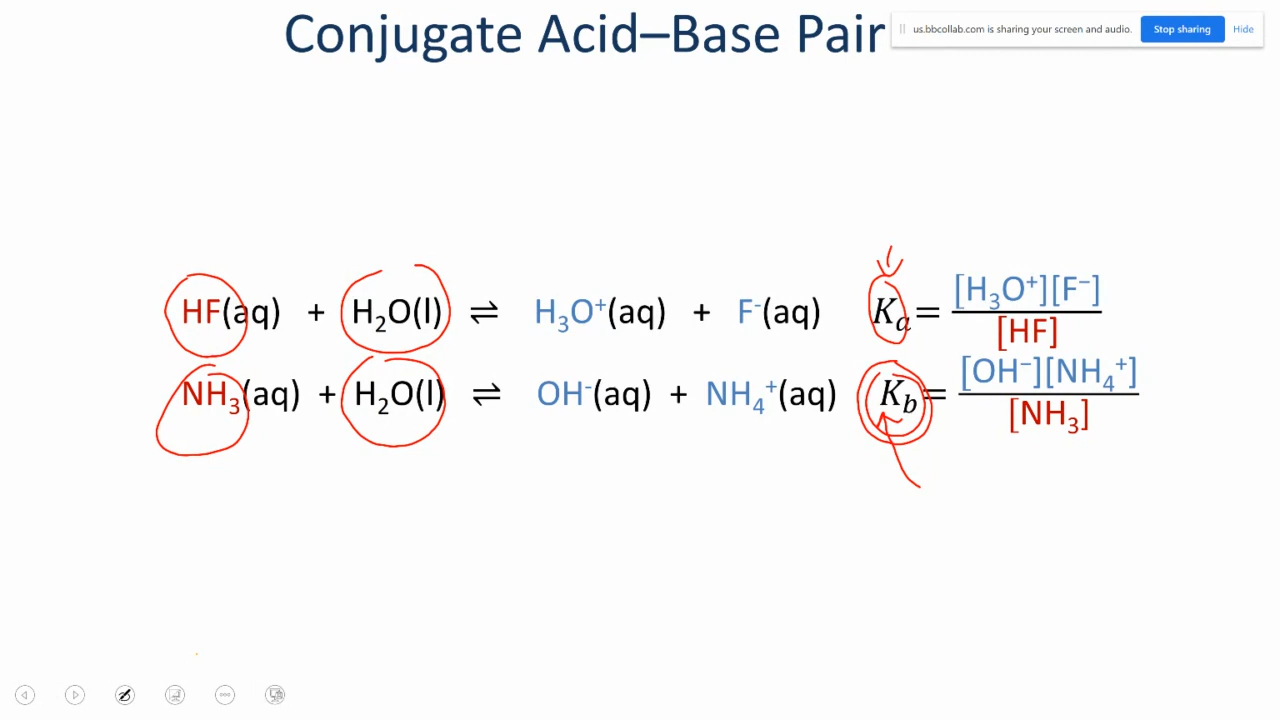 Conjugate Acid–Base Pair
us.bbcollab.com is sharing your screen and audio. Stop sharing Hide
HF(aq) + H₂O(l) ⇌ H₃O⁺(aq) + F⁻(aq) Kₐ = [H₃O⁺][F⁻] / [HF]
NH₃(aq) + H₂O(l) ⇌ OH⁻(aq) + NH₄⁺(aq) K_b = [OH⁻][NH₄⁺] / [NH₃]